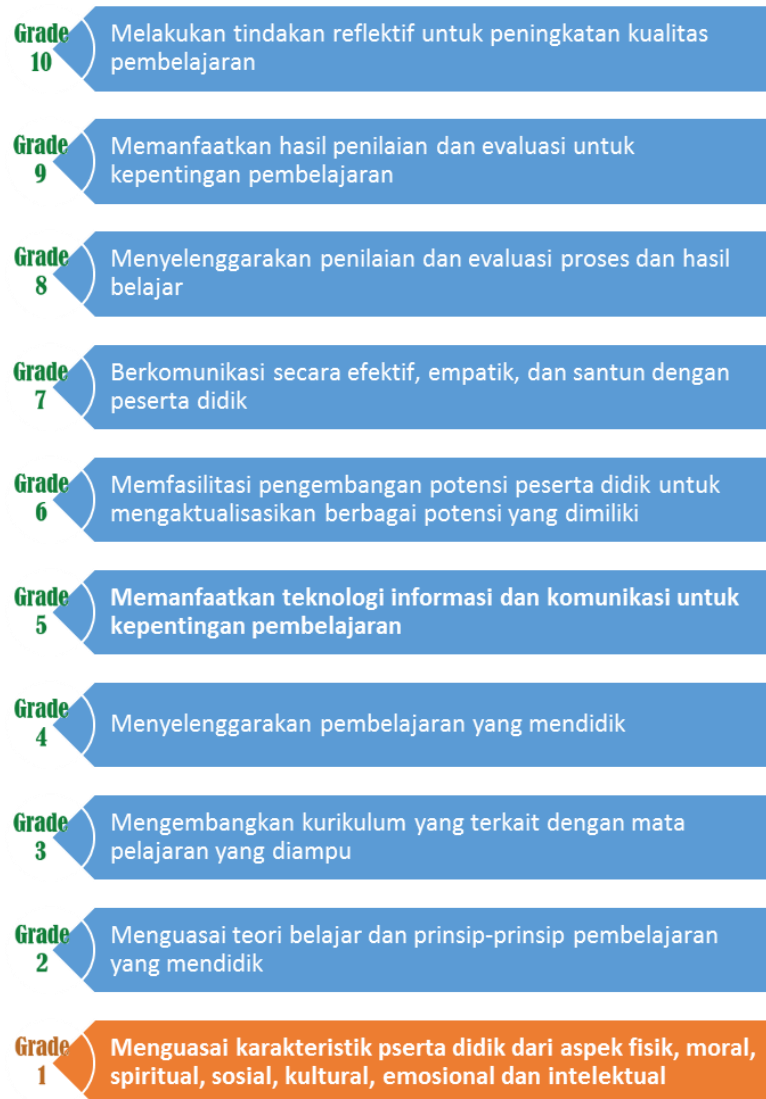 Grade
10
Melakukan tindakan reflektif untuk peningkatan kualitas
pembelajaran
Grade
9
Memanfaatkan hasil penilaian dan evaluasi untuk
kepentingan pembelajaran
Grade
8
Menyelenggarakan penilaian dan evaluasi proses dan hasil
belajar
Grade
7
Berkomunikasi secara efektif, empatik, dan santun dengan
peserta didik
Grade
6
Memfasilitasi pengembangan potensi peserta didik untuk
mengaktualisasikan berbagai potensi yang dimiliki
Grade
5
Memanfaatkan teknologi informasi dan komunikasi untuk
kepentingan pembelajaran
Grade
4
Menyelenggarakan pembelajaran yang mendidik
Grade
3
Mengembangkan kurikulum yang terkait dengan mata
pelajaran yang diampu
Grade
2
Menguasai teori belajar dan prinsip-prinsip pembelajaran
yang mendidik
Grade
1
Menguasai karakteristik pserta didik dari aspek fisik, moral,
spiritual, sosial, kultural, emosional dan intelektual